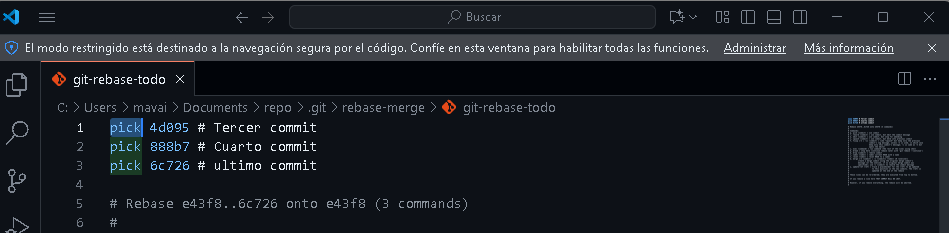 Buscar
El modo restringido está destinado a la navegación segura por el código. Confíe en esta ventana para habilitar todas las funciones. Administrar Más información
git-rebase-todo
C: > Users > mavai > Documents > repo > .git > rebase-merge > git-rebase-todo
1 pick 4d095 # Tercer commit
2 pick 888b7 # Cuarto commit
3 pick 6c726 # ultimo commit
4
5 # Rebase e43f8..6c726 onto e43f8 (3 commands)
6 #